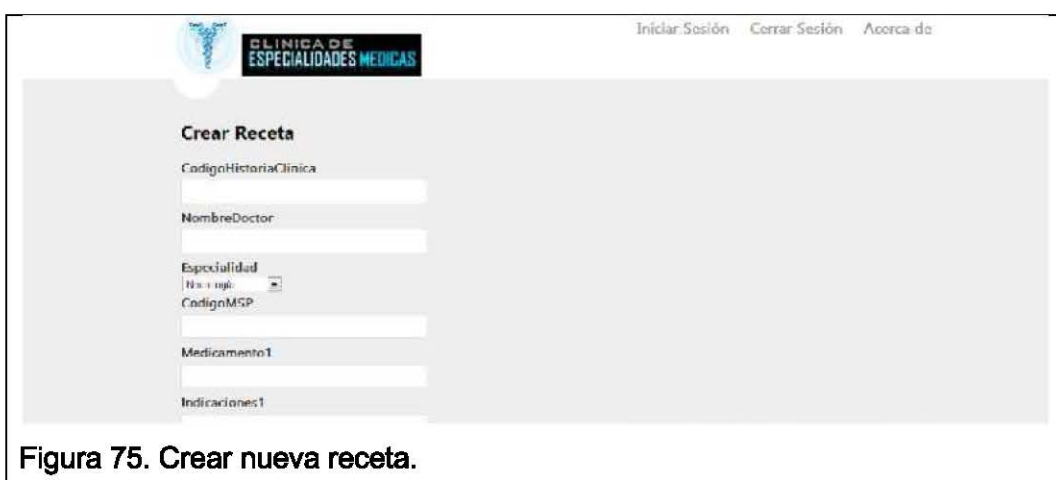 Iniciar Sesión Cerrar Sesión Acerca de
CLINICA DE
ESPECIALIDADES MEDICAS
Crear Receta
CodigoHistoriaClinica
NombreDoctor
Especialidad
CodigoMSP
Medicamento1
Indicaciones1
Figura 75. Crear nueva receta.